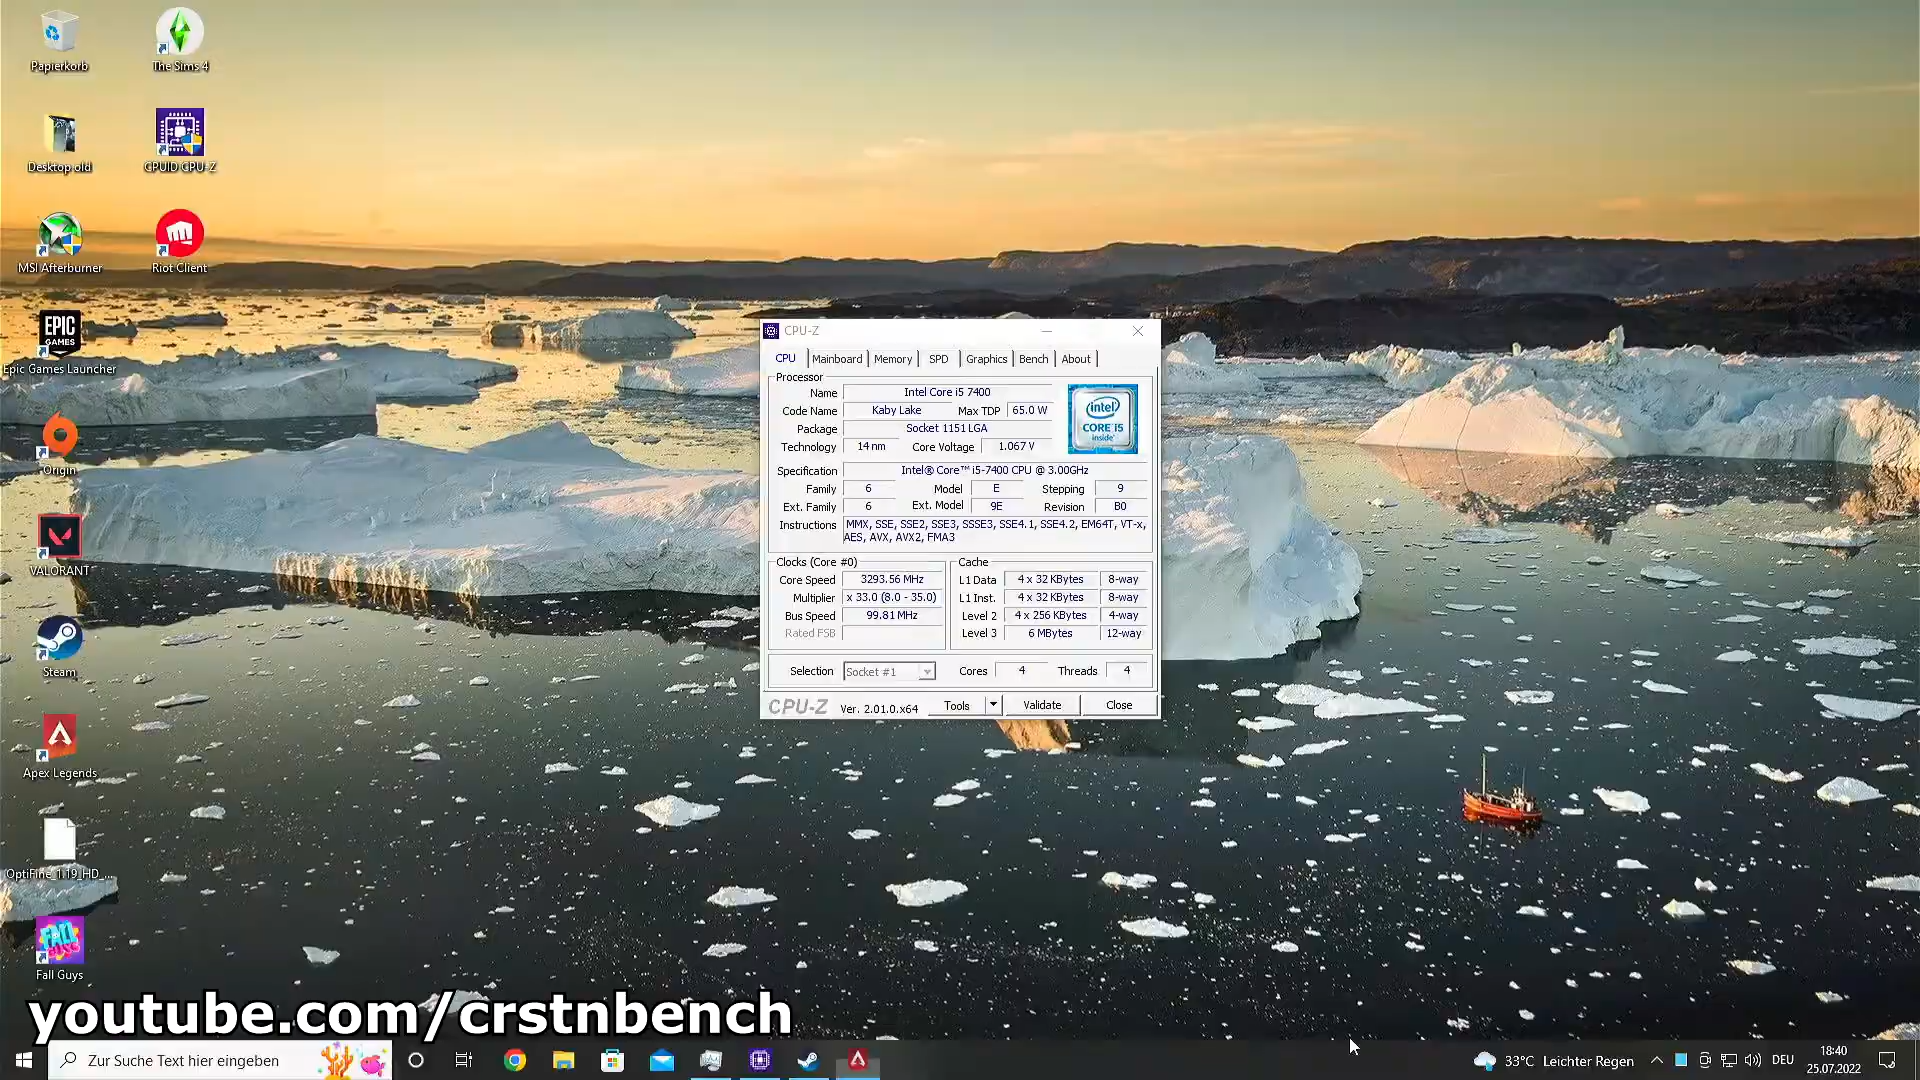 Papierkorb
The Sims 4
Desktop old
CPUID CPU-Z
MSI Afterburner
Riot Client
EPIC
GAMES
Epic Games Launcher
Origin
VALORANT
Steam
Apex Legends
OptiFine_1.19_HD_...
FALL
GUYS
Fall Guys
CPU-Z
CPU
Mainboard
Memory
SPD
Graphics
Bench
About
Processor
Name Intel Core i5 7400
Code Name Kaby Lake Max TDP 65.0 W
Package Socket 1151 LGA
Technology 14 nm Core Voltage 1.067 V
intel
CORE i5
inside
Specification Intel® Core™ i5-7400 CPU @ 3.00GHz
Family 6 Model E Stepping 9
Ext. Family 6 Ext. Model 9E Revision B0
Instructions MMX, SSE, SSE2, SSE3, SSSE3, SSE4.1, SSE4.2, EM64T, VT-x,
AES, AVX, AVX2, FMA3
Clocks (Core #0)
Core Speed 3293.56 MHz
Multiplier x 33.0 (8.0 - 35.0)
Bus Speed 99.81 MHz
Rated FSB
Cache
L1 Data 4 x 32 KBytes 8-way
L1 Inst. 4 x 32 KBytes 8-way
Level 2 4 x 256 KBytes 4-way
Level 3 6 MBytes 12-way
Selection Socket #1 Cores 4 Threads 4
CPU-Z Ver. 2.01.0.x64 Tools Validate Close
youtube.com/crstnbench
Zur Suche Text hier eingeben
33°C Leichter Regen
DEU
18:40
25.07.2022